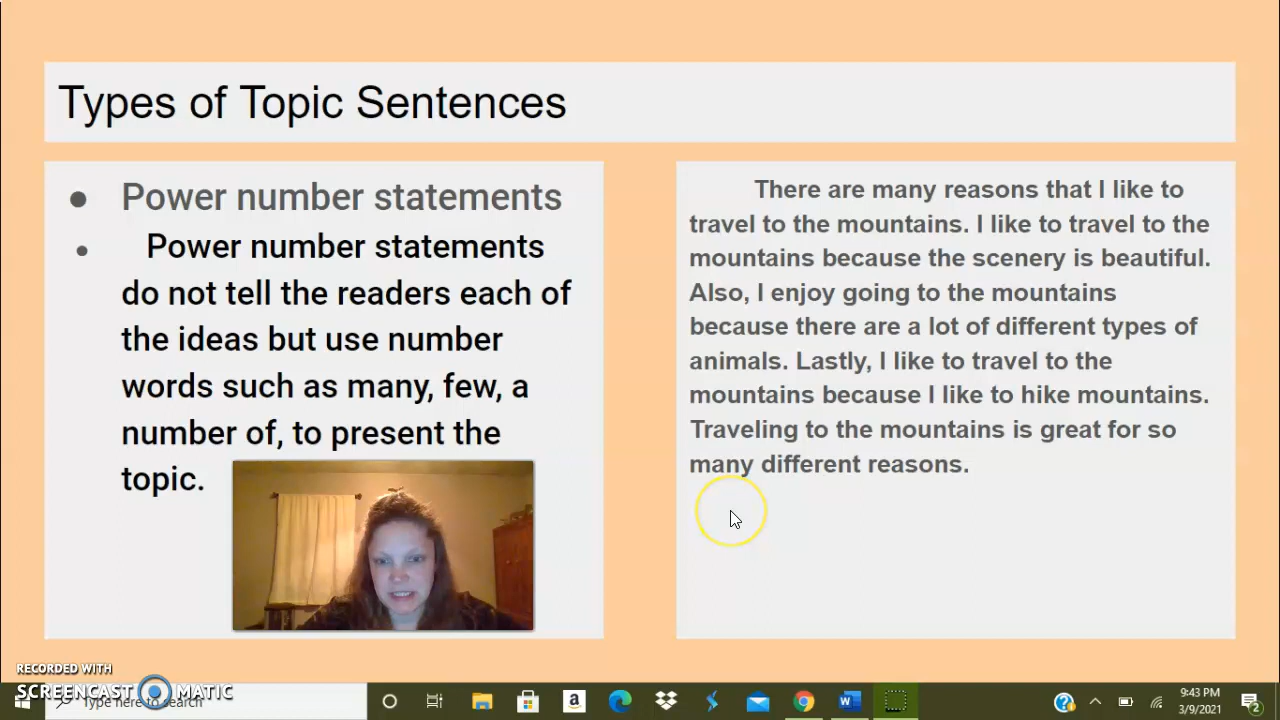 Types of Topic Sentences
Power number statements
Power number statements
do not tell the readers each of
the ideas but use number
words such as many, few, a
number of, to present the
topic.
There are many reasons that I like to
travel to the mountains. I like to travel to the
mountains because the scenery is beautiful.
Also, I enjoy going to the mountains
because there are a lot of different types of
animals. Lastly, I like to travel to the
mountains because I like to hike mountains.
Traveling to the mountains is great for so
many different reasons.
RECORDED WITH
SCREENCAST MATIC
Type here to search
9:43 PM
3/9/2021
2